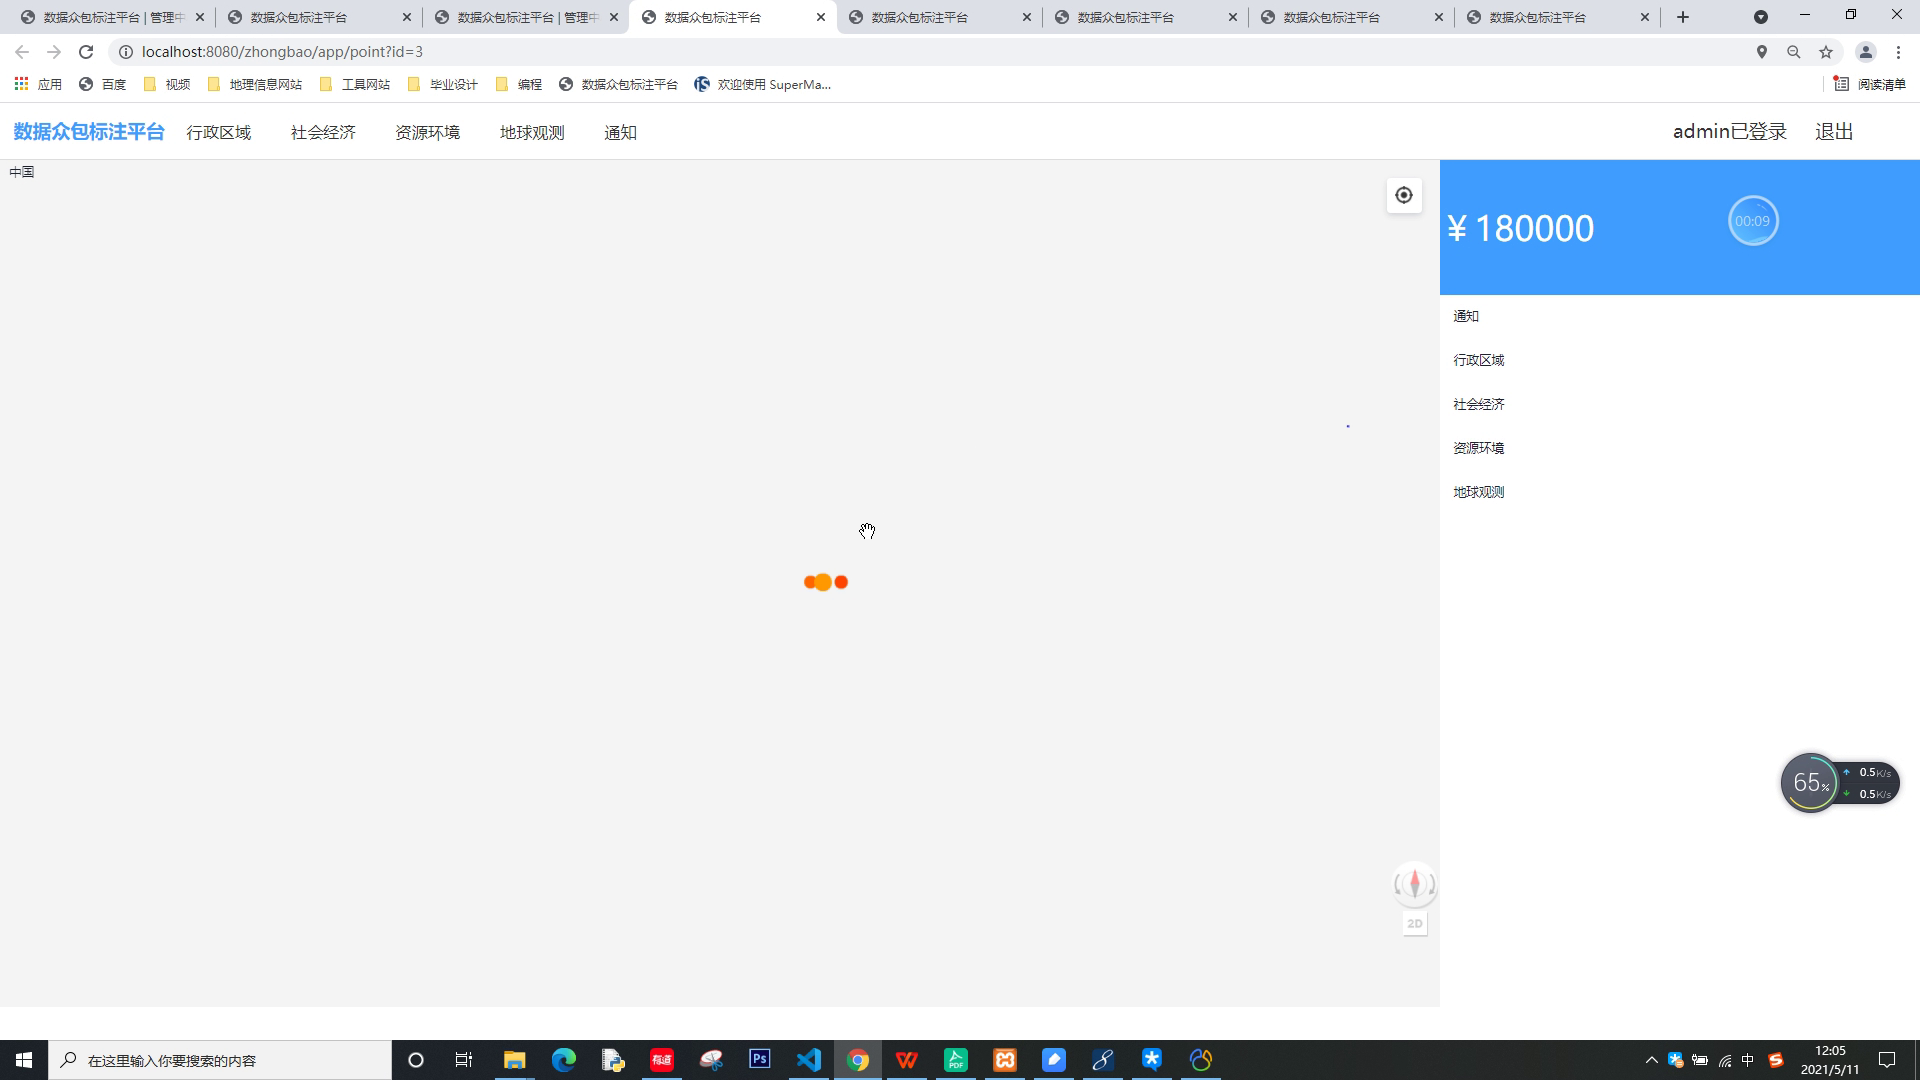 数据众包标注平台 | 管理中
数据众包标注平台
数据众包标注平台 | 管理中
数据众包标注平台
数据众包标注平台
数据众包标注平台
数据众包标注平台
数据众包标注平台
localhost:8080/zhongbao/app/point?id=3
应用
百度
视频
地理信息网站
工具网站
毕业设计
编程
数据众包标注平台
欢迎使用 SuperMa...
阅读清单
数据众包标注平台
行政区域
社会经济
资源环境
地球观测
通知
admin已登录
退出
中国
¥ 180000
00:09
通知
行政区域
社会经济
资源环境
地球观测
65%
0.5K/s
0.5K/s
2D
在这里输入你要搜索的内容
有道
Ps
PDF
中
12:05
2021/5/11